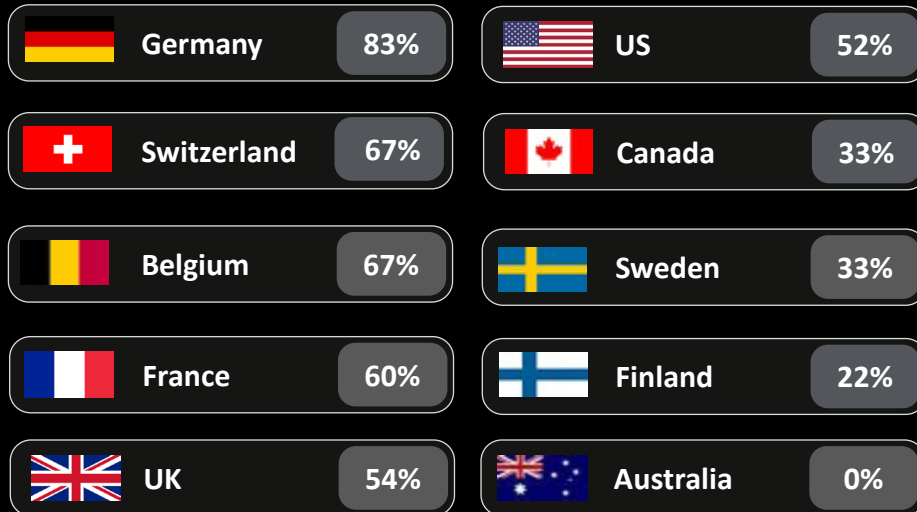 Germany 83%
Switzerland 67%
Belgium 67%
France 60%
UK 54%
US 52%
Canada 33%
Sweden 33%
Finland 22%
Australia 0%